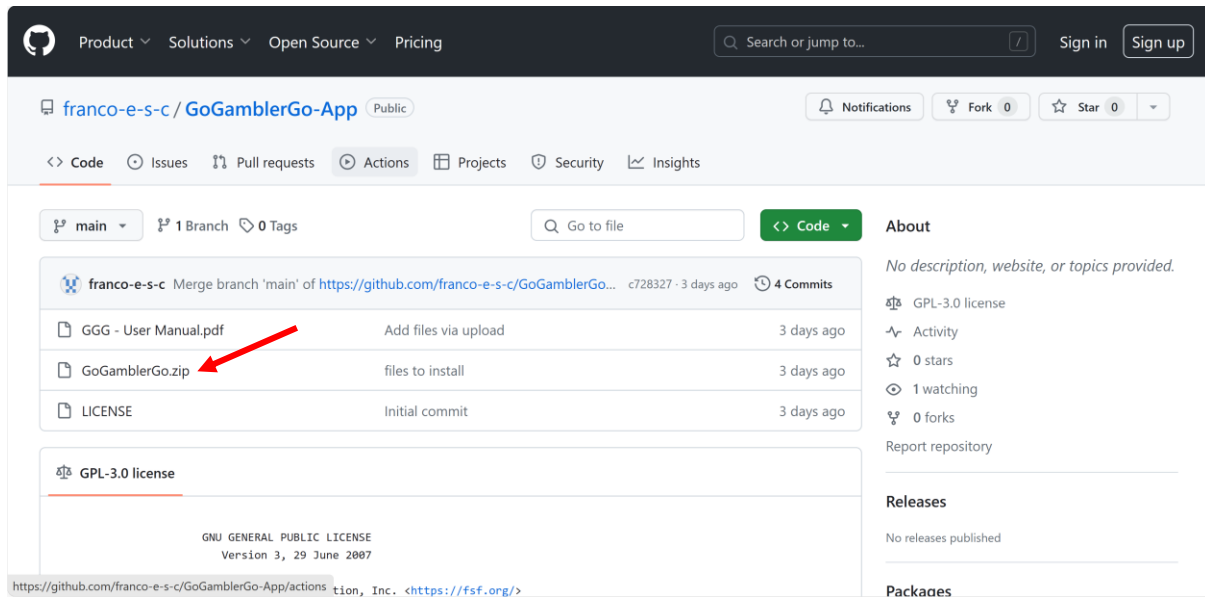 Product Solutions Open Source Pricing Search or jump to... / Sign in Sign up
franco-e-s-c / GoGamblerGo-App Public Notifications Fork 0 Star 0
Code Issues Pull requests Actions Projects Security Insights
main 1 Branch 0 Tags Go to file Code
franco-e-s-c Merge branch 'main' of https://github.com/franco-e-s-c/GoGamblerGo... c728327 · 3 days ago 4 Commits
GGG - User Manual.pdf Add files via upload 3 days ago
GoGamblerGo.zip files to install 3 days ago
LICENSE Initial commit 3 days ago
GPL-3.0 license
GNU GENERAL PUBLIC LICENSE
Version 3, 29 June 2007
tion, Inc. <https://fsf.org/>
https://github.com/franco-e-s-c/GoGamblerGo-App/actions
About
No description, website, or topics provided.
GPL-3.0 license
Activity
0 stars
1 watching
0 forks
Report repository
Releases
No releases published
Packages